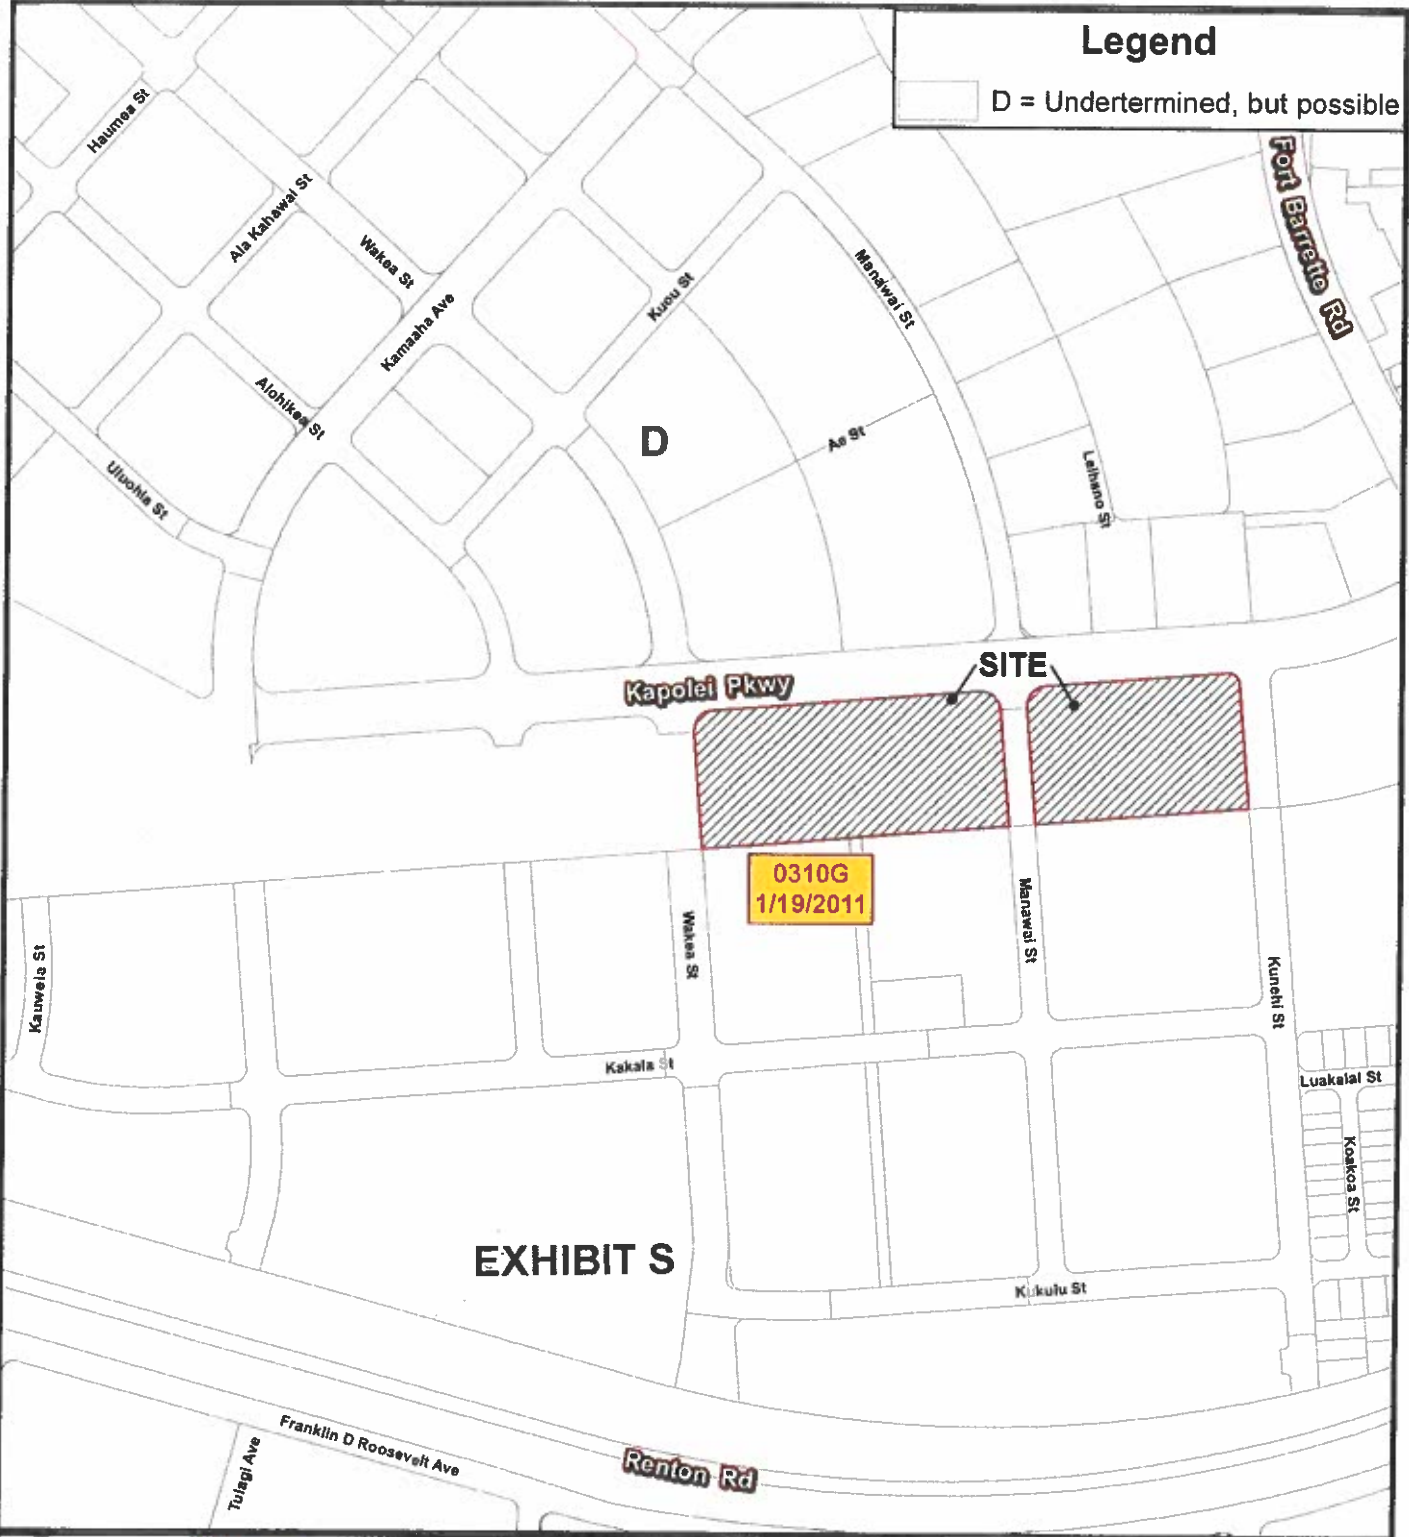 Legend
D = Undertermined, but possible
Fort Barrette Rd
Haumea St
Ala Kahawai St
Wakea St
Kamaaha Ave
Kuou St
Manawai St
Alohikea St
D
Ae St
Uluohia St
Leihano St
SITE
Kapolei Pkwy
0310G
1/19/2011
Wakea St
Manawai St
Kauwela St
Kunehi St
Kakala St
Luakalai St
Koakoa St
EXHIBIT S
Kukulu St
Franklin D Roosevelt Ave
Tulagi Ave
Renton Rd